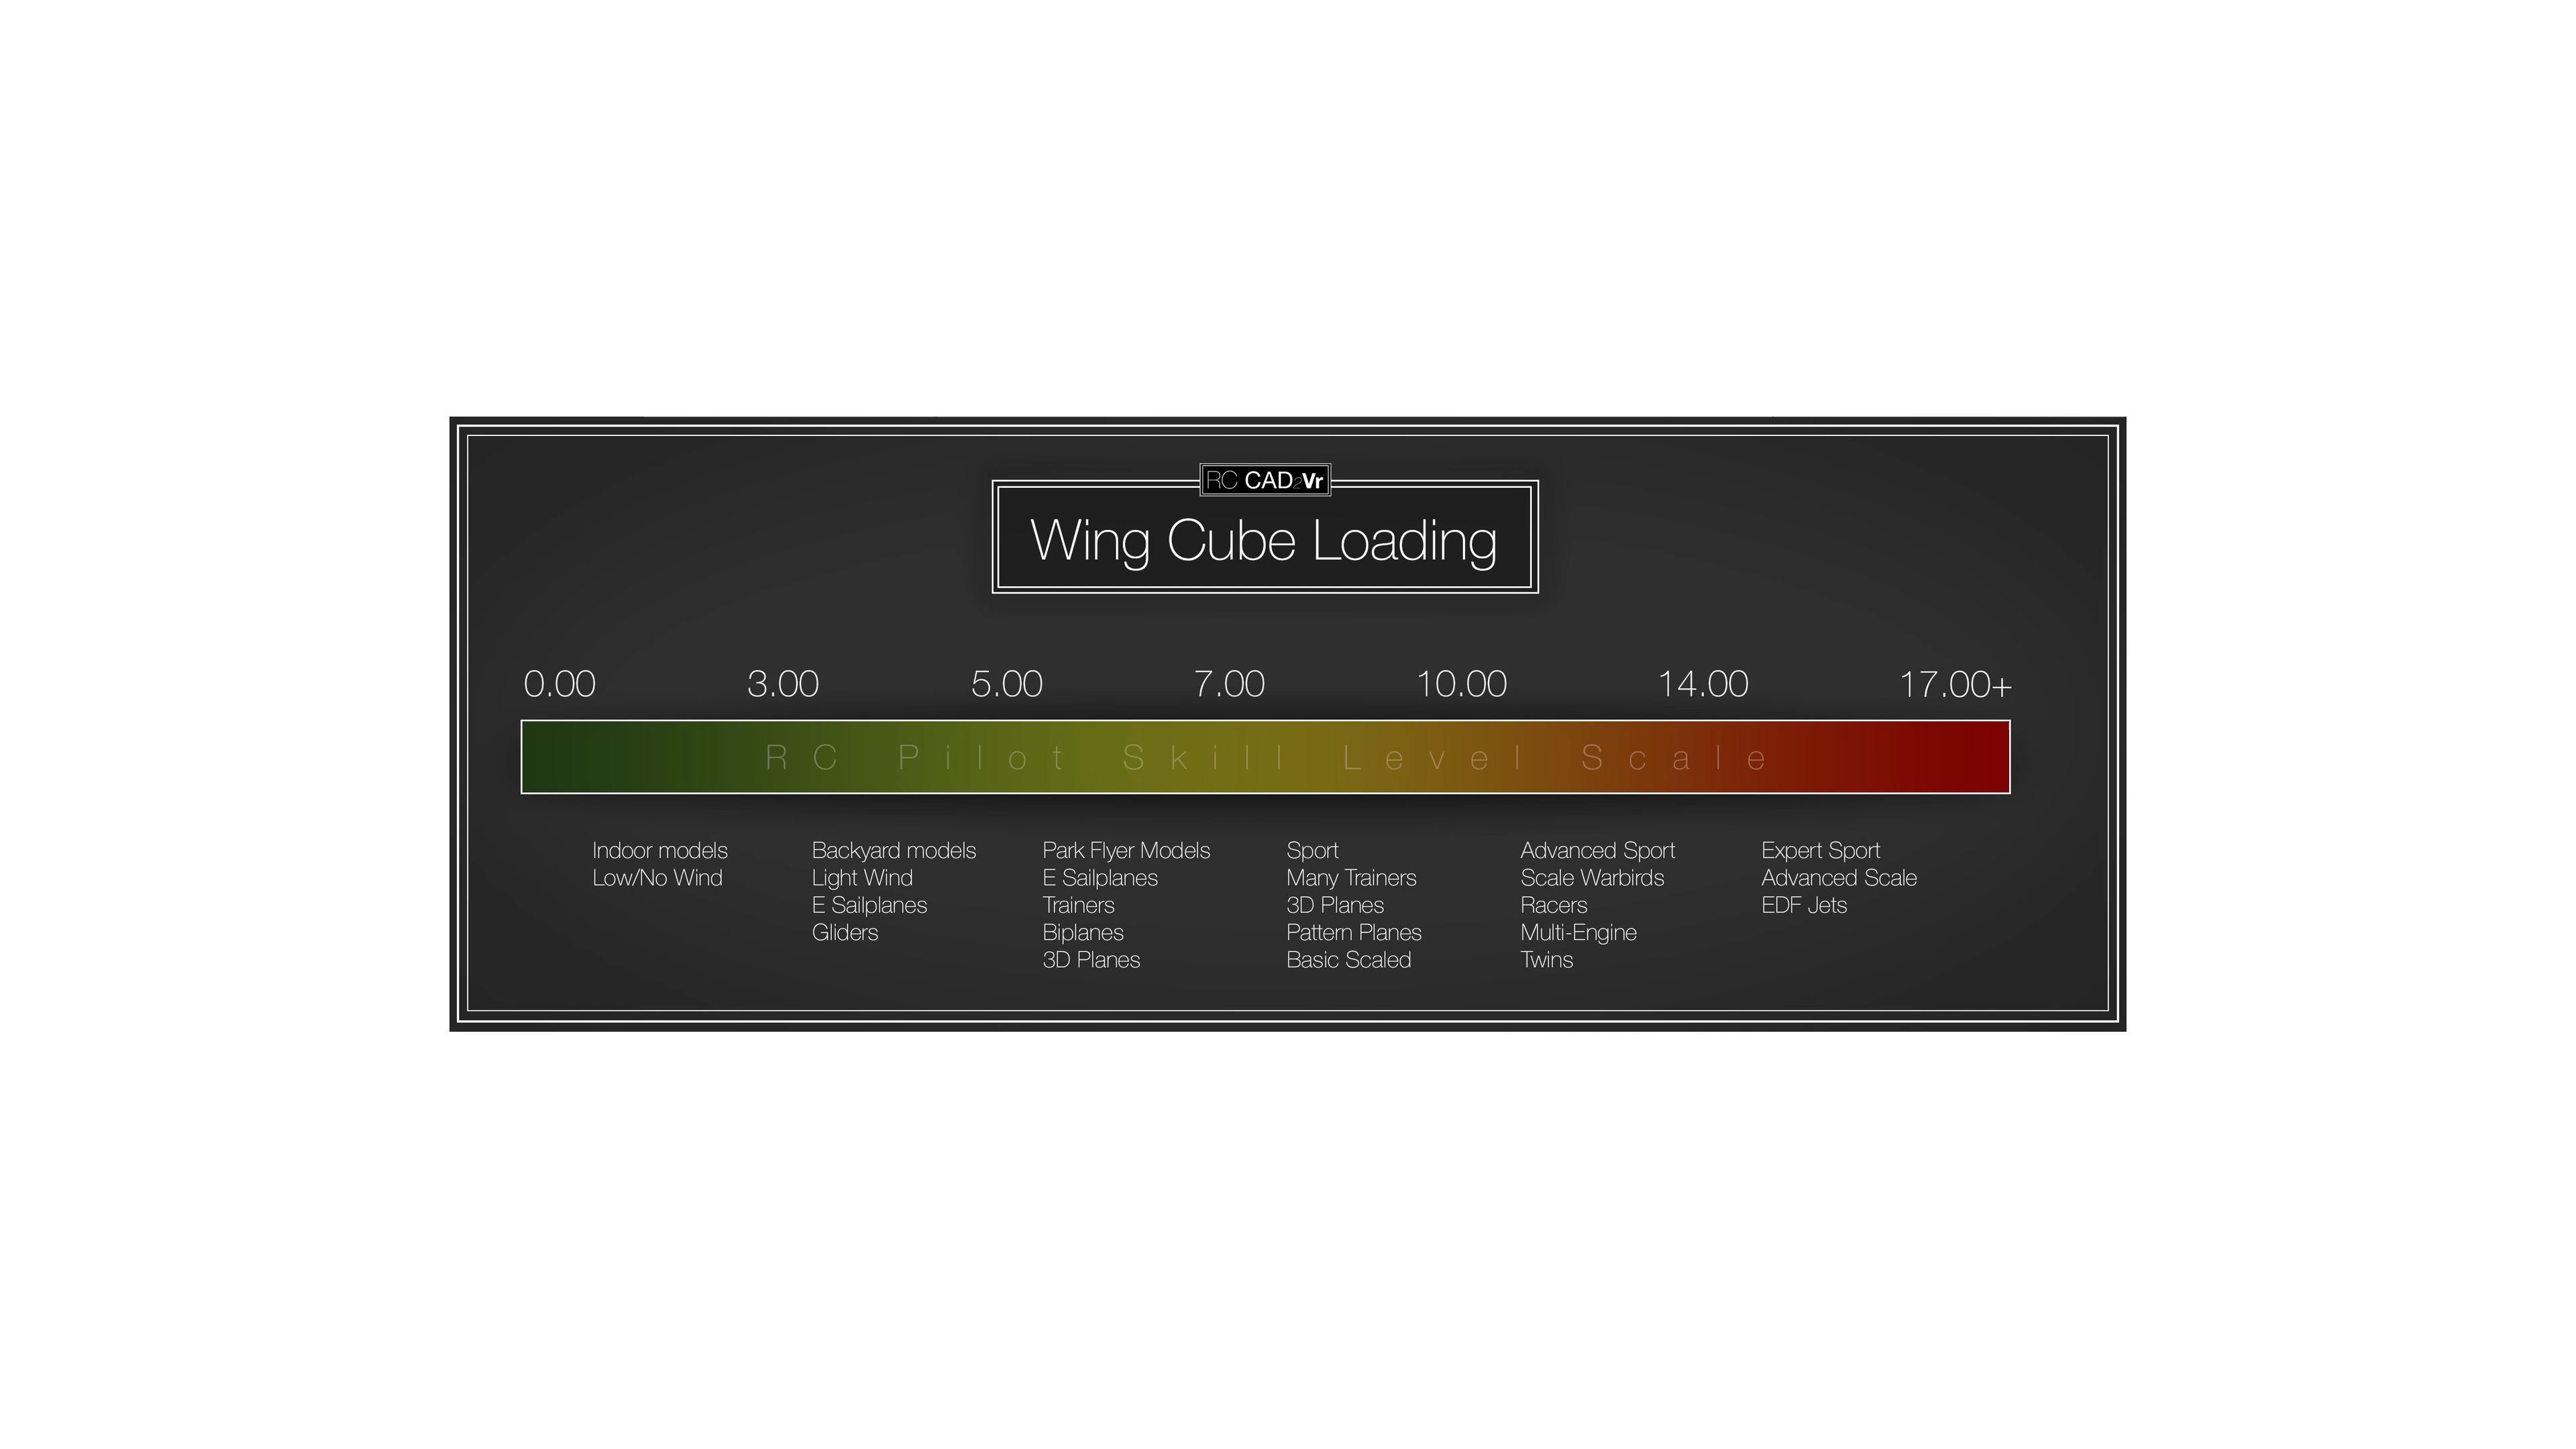 RC CAD2Vr
Wing Cube Loading
0.00 3.00 5.00 7.00 10.00 14.00 17.00+
RC Pilot Skill Level Scale
Indoor models
Low/No Wind
Backyard models
Light Wind
E Sailplanes
Gliders
Park Flyer Models
E Sailplanes
Trainers
Biplanes
3D Planes
Sport
Many Trainers
3D Planes
Pattern Planes
Basic Scaled
Advanced Sport
Scale Warbirds
Racers
Multi-Engine
Twins
Expert Sport
Advanced Scale
EDF Jets